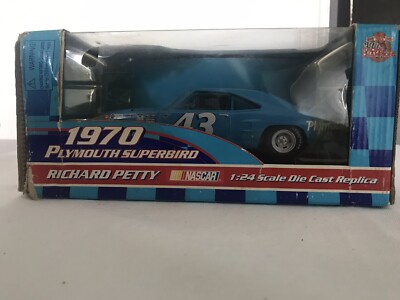 43
1970
PLYMOUTH SUPERBIRD
RICHARD PETTY
NASCAR
1:24 Scale Die Cast Replica